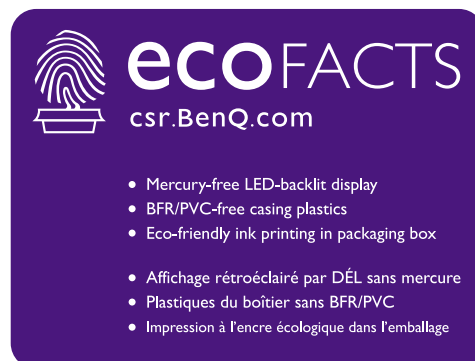 ecoFACTS
csr.BenQ.com
• Mercury-free LED-backlit display
• BFR/PVC-free casing plastics
• Eco-friendly ink printing in packaging box
• Affichage rétroéclairé par DÉL sans mercure
• Plastiques du boîtier sans BFR/PVC
• Impression à l'encre écologique dans l'emballage